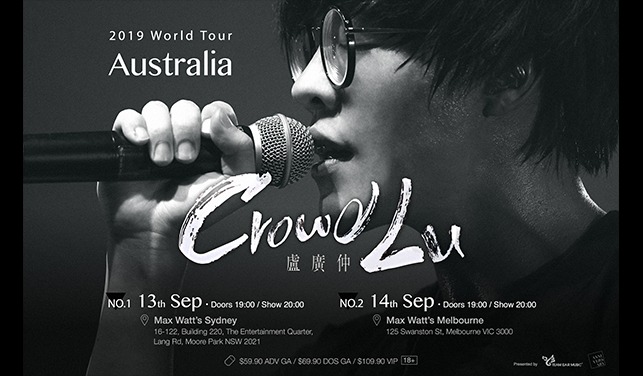 2019 World Tour
Australia
Crowd Lu
盧廣仲
NO.1 13th Sep · Doors 19:00 / Show 20:00
Max Watt's Sydney
16-122, Building 220, The Entertainment Quarter,
Lang Rd, Moore Park NSW 2021
NO.2 14th Sep · Doors 19:00 / Show 20:00
Max Watt's Melbourne
125 Swanston St, Melbourne VIC 3000
$59.90 ADV GA / $69.90 DOS GA / $109.90 VIP 18+
Presented by